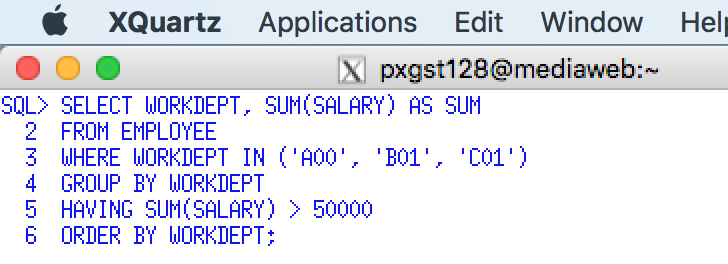 XQuartz Applications Edit Window Help
pxgst128@mediaweb:~
SQL> SELECT WORKDEPT, SUM(SALARY) AS SUM
2 FROM EMPLOYEE
3 WHERE WORKDEPT IN ('A00', 'B01', 'C01')
4 GROUP BY WORKDEPT
5 HAVING SUM(SALARY) > 50000
6 ORDER BY WORKDEPT;